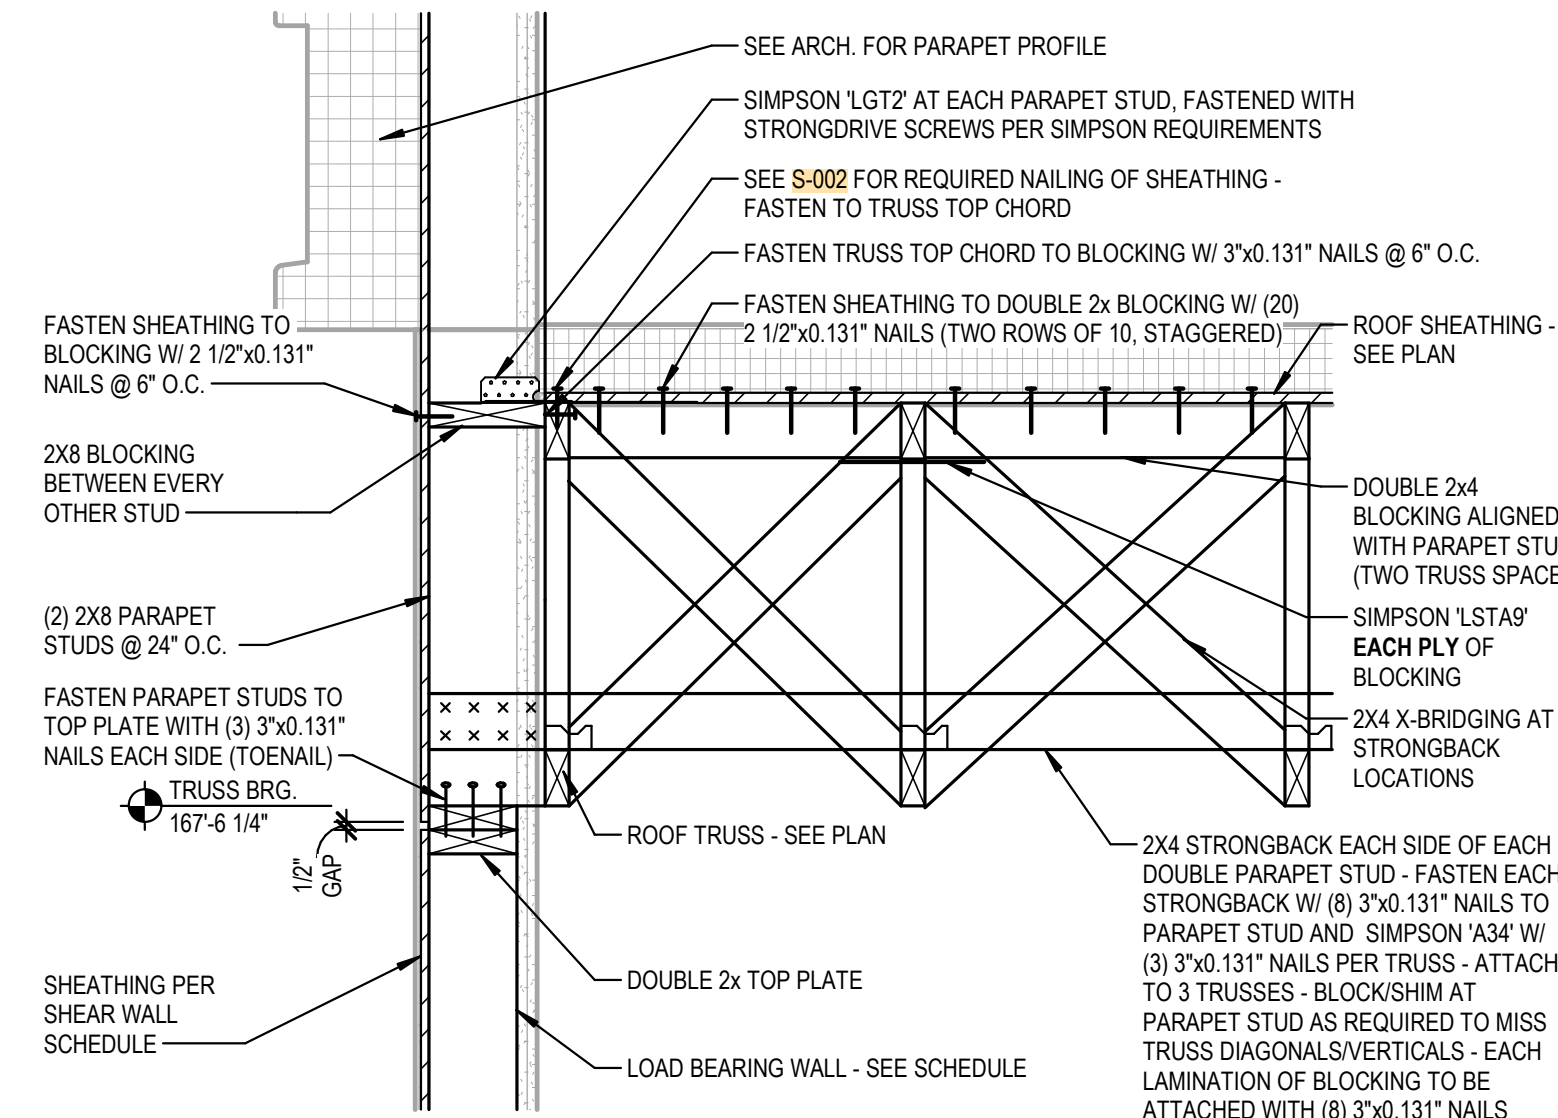 SEE ARCH. FOR PARAPET PROFILE
SIMPSON 'LGT2' AT EACH PARAPET STUD, FASTENED WITH
STRONGDRIVE SCREWS PER SIMPSON REQUIREMENTS
SEE S-002 FOR REQUIRED NAILING OF SHEATHING -
FASTEN TO TRUSS TOP CHORD
FASTEN TRUSS TOP CHORD TO BLOCKING W/ 3"x0.131" NAILS @ 6" O.C.
FASTEN SHEATHING TO DOUBLE 2x BLOCKING W/ (20)
2 1/2"x0.131" NAILS (TWO ROWS OF 10, STAGGERED)
ROOF SHEATHING -
SEE PLAN
FASTEN SHEATHING TO
BLOCKING W/ 2 1/2"x0.131"
NAILS @ 6" O.C.
2X8 BLOCKING
BETWEEN EVERY
OTHER STUD
(2) 2X8 PARAPET
STUDS @ 24" O.C.
FASTEN PARAPET STUDS TO
TOP PLATE WITH (3) 3"x0.131"
NAILS EACH SIDE (TOENAIL)
TRUSS BRG.
167'-6 1/4"
1/2"
GAP
SHEATHING PER
SHEAR WALL
SCHEDULE
DOUBLE 2x4
BLOCKING ALIGNED
WITH PARAPET STU
(TWO TRUSS SPACE
SIMPSON 'LSTA9'
EACH PLY OF
BLOCKING
2X4 X-BRIDGING AT
STRONGBACK
LOCATIONS
ROOF TRUSS - SEE PLAN
DOUBLE 2x TOP PLATE
LOAD BEARING WALL - SEE SCHEDULE
2X4 STRONGBACK EACH SIDE OF EACH
DOUBLE PARAPET STUD - FASTEN EACH
STRONGBACK W/ (8) 3"x0.131" NAILS TO
PARAPET STUD AND SIMPSON 'A34' W/
(3) 3"x0.131" NAILS PER TRUSS - ATTACH
TO 3 TRUSSES - BLOCK/SHIM AT
PARAPET STUD AS REQUIRED TO MISS
TRUSS DIAGONALS/VERTICALS - EACH
LAMINATION OF BLOCKING TO BE
ATTACHED WITH (8) 3"x0.131" NAILS